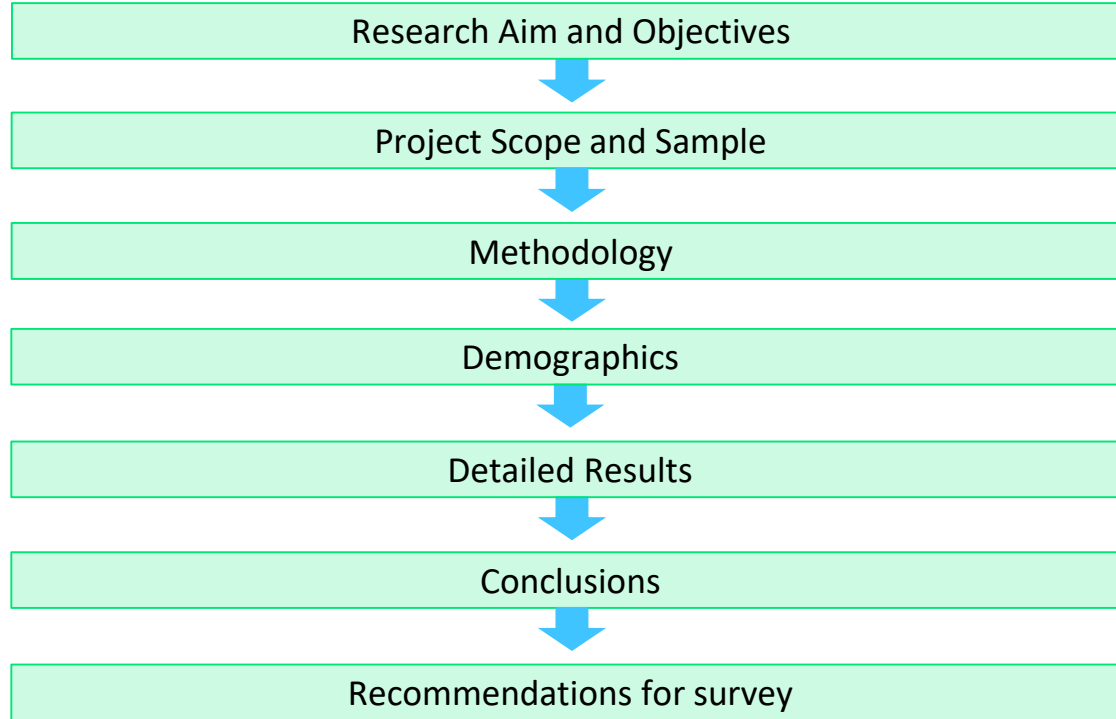 Research Aim and Objectives
Project Scope and Sample
Methodology
Demographics
Detailed Results
Conclusions
Recommendations for survey